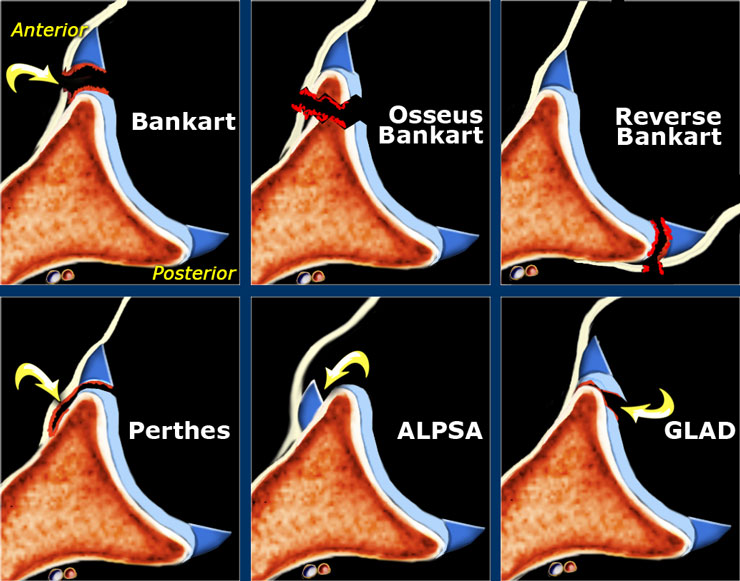 Anterior
Bankart
Posterior
Osseus
Bankart
Reverse
Bankart
Perthes
ALPSA
GLAD